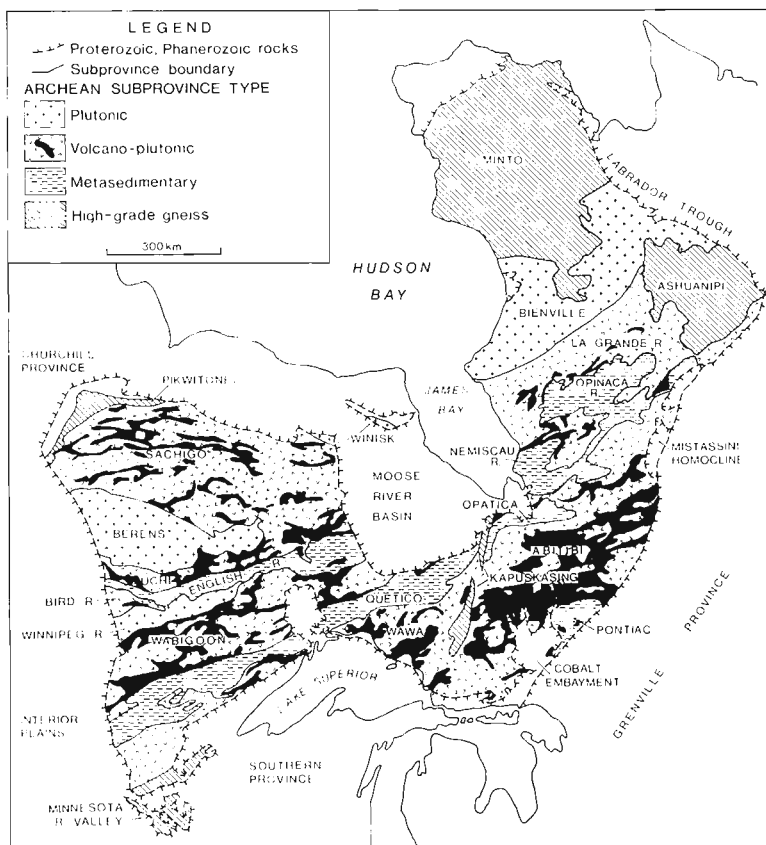 LEGEND
Proterozoic, Phanerozoic rocks
Subprovince boundary
ARCHEAN SUBPROVINCE TYPE
Plutonic
Volcano-plutonic
Metasedimentary
High-grade gneiss
300 km
MINTO
LABRADOR TROUGH
HUDSON
BAY
ASHUANIPI
BIENVILLE
LA GRANDE R
CHURCHILL
PROVINCE
PIKWITONEI
JAMES
BAY
OPINACA
R
WINISK
SACHIGO
NEMISCAU
R
MISTASSINI
HOMOCLINE
MOOSE
RIVER
BASIN
OPATICA
BERENS
ABITIBI
UCHI
ENGLISH R
KAPUSKASING
BIRD R
QUETICO
WINNIPEG R
WABIGOON
WAWA
PONTIAC
COBALT
EMBAYMENT
LAKE SUPERIOR
GRENVILLE PROVINCE
INTERIOR
PLAINS
SOUTHERN
PROVINCE
MINNESOTA
R VALLEY